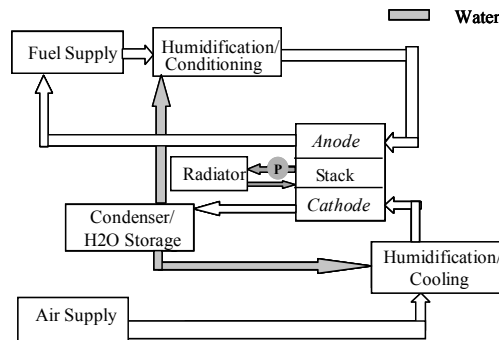 Water
Fuel Supply
Humidification/
Conditioning
Anode
P
Radiator
Stack
Cathode
Condenser/
H2O Storage
Humidification/
Cooling
Air Supply